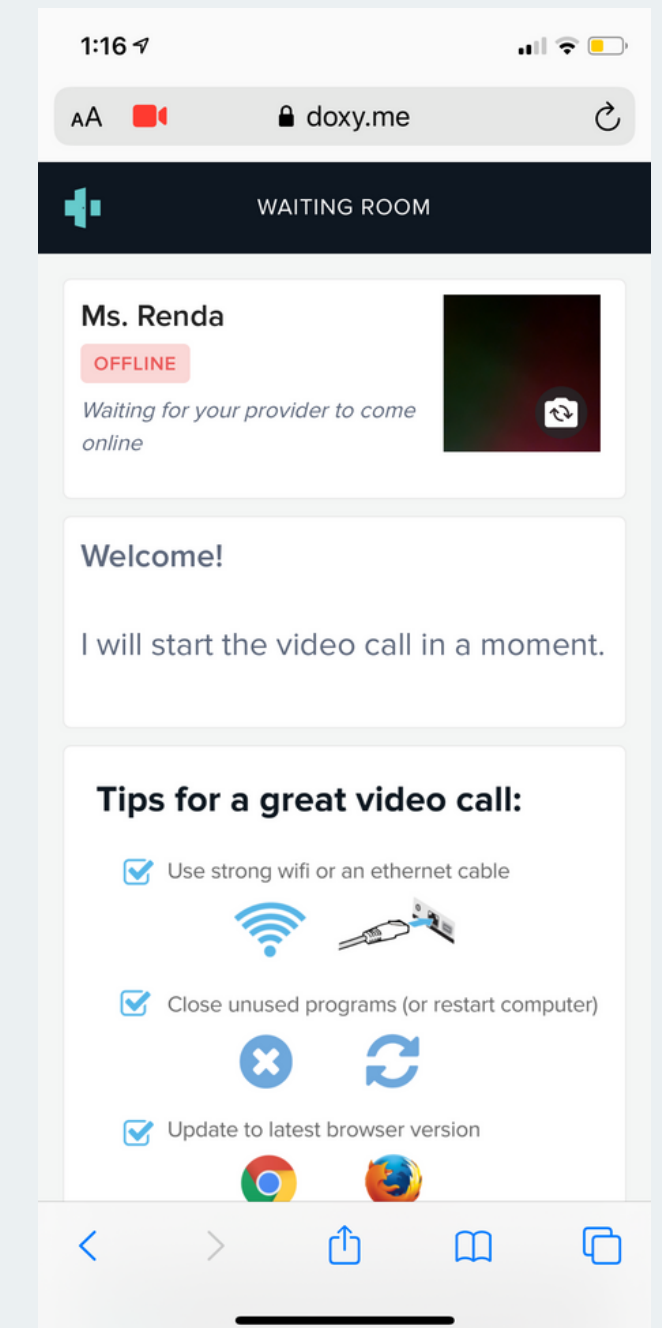 1:16
AA doxy.me
WAITING ROOM
Ms. Renda
OFFLINE
Waiting for your provider to come
online
Welcome!
I will start the video call in a moment.
Tips for a great video call:
Use strong wifi or an ethernet cable
Close unused programs (or restart computer)
Update to latest browser version